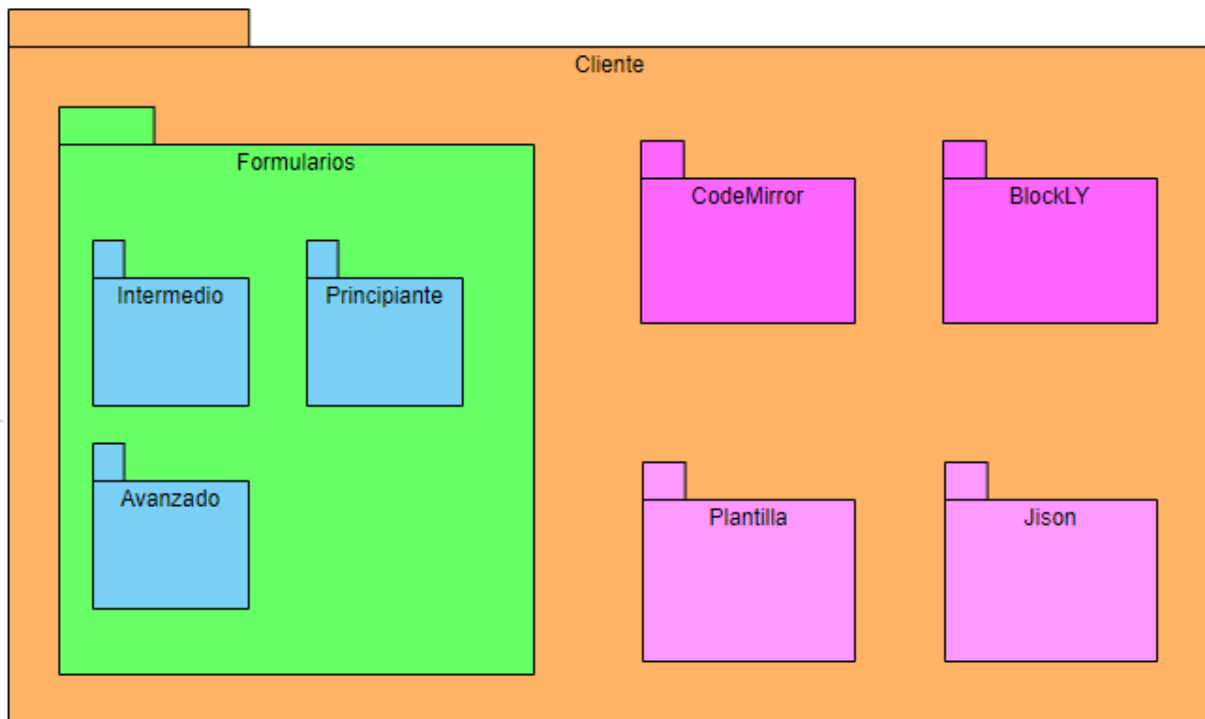 Cliente
Formularios
CodeMirror
BlockLY
Intermedio
Principiante
Avanzado
Plantilla
Jison